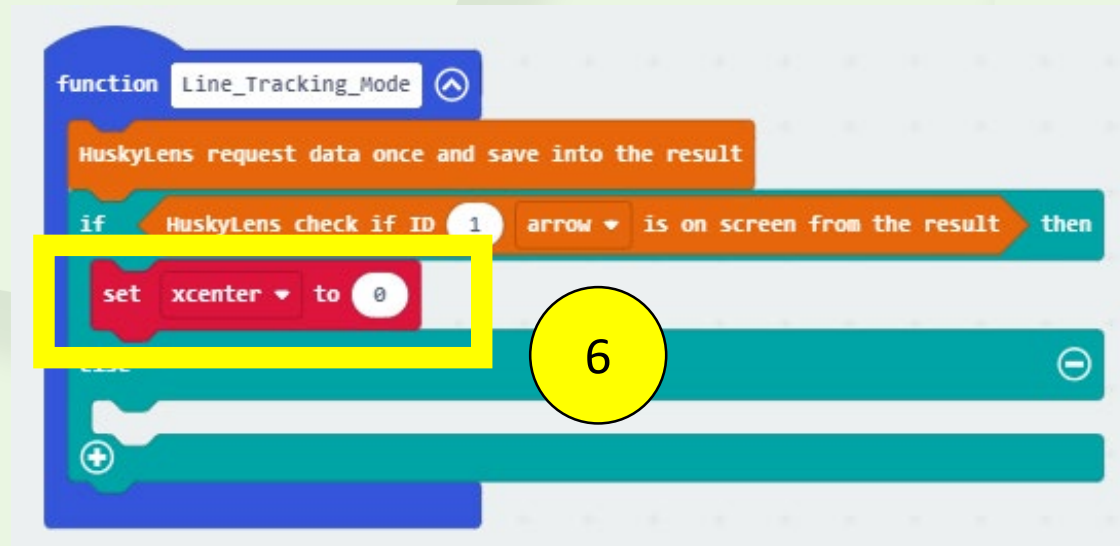 function Line_Tracking_Mode
HuskyLens request data once and save into the result
if HuskyLens check if ID 1 arrow is on screen from the result then
set xcenter to 0
6